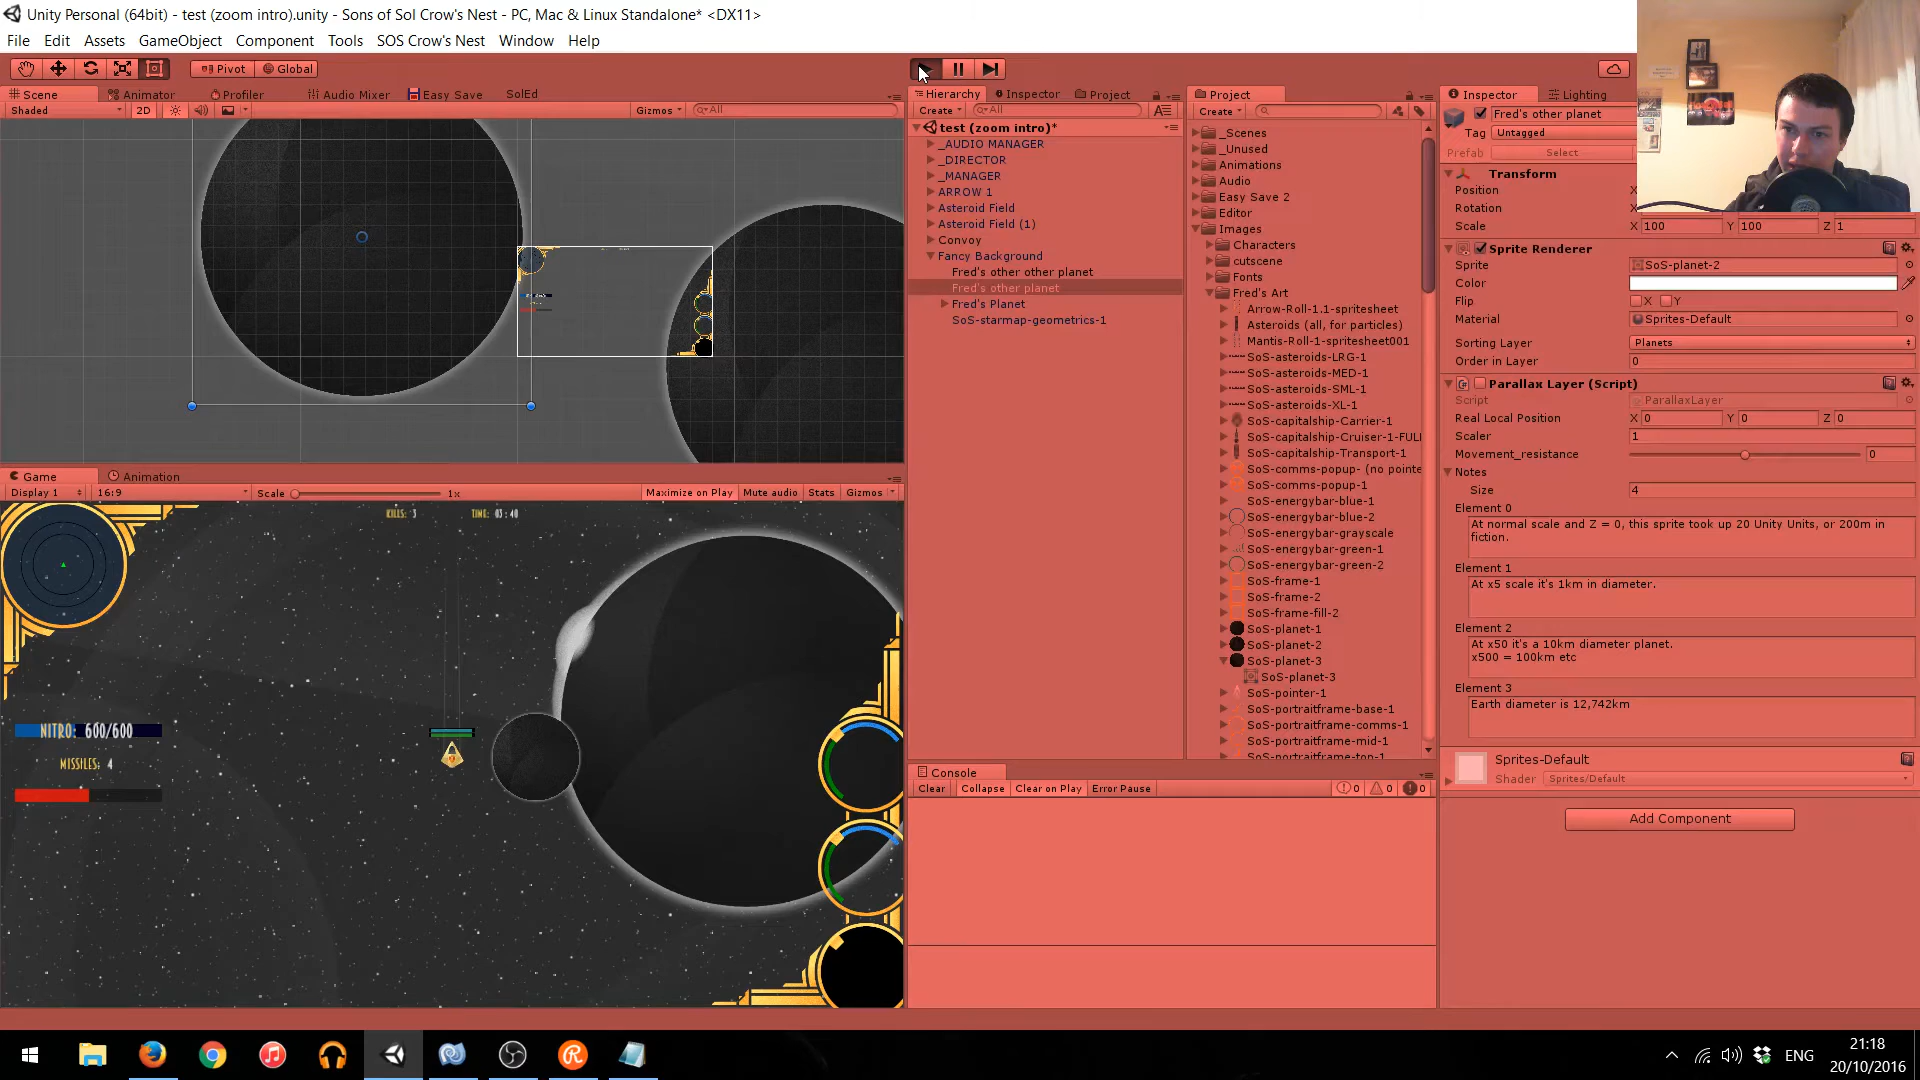 Unity Personal (64bit) - test (zoom intro).unity - Sons of Sol Crow's Nest - PC, Mac & Linux Standalone* <DX11>
File Edit Assets GameObject Component Tools SOS Crow's Nest Window Help
Pivot Global
Scene Animator Profiler Audio Mixer Easy Save SolEd
Shaded 2D Gizmos All
Game Animation
Display 1 16:9 Scale 1x Maximize on Play Mute audio Stats Gizmos
KILLS: 3 TIME: 03:40
NITRO: 600/600
MISSILES: 4
Hierarchy Inspector Project
Create All
test (zoom intro)*
_AUDIO MANAGER
_DIRECTOR
_MANAGER
ARROW 1
Asteroid Field
Asteroid Field (1)
Convoy
Fancy Background
Fred's other other planet
Fred's other planet
Fred's Planet
SoS-starmap-geometrics-1
Project
Create
_Scenes
_Unused
Animations
Audio
Easy Save 2
Editor
Images
Characters
cutscene
Fonts
Fred's Art
Arrow-Roll-1.1-spritesheet
Asteroids (all, for particles)
Mantis-Roll-1-spritesheet001
SoS-asteroids-LRG-1
SoS-asteroids-MED-1
SoS-asteroids-SML-1
SoS-asteroids-XL-1
SoS-capitalship-Carrier-1
SoS-capitalship-Cruiser-1-FULL
SoS-capitalship-Transport-1
SoS-comms-popup- (no pointe
SoS-comms-popup-1
SoS-energybar-blue-1
SoS-energybar-blue-2
SoS-energybar-grayscale
SoS-energybar-green-1
SoS-energybar-green-2
SoS-frame-1
SoS-frame-2
SoS-frame-fill-2
SoS-planet-1
SoS-planet-2
SoS-planet-3
SoS-planet-3
SoS-pointer-1
SoS-portraitframe-base-1
SoS-portraitframe-comms-1
SoS-portraitframe-mid-1
SoS-portraitframe-top-1
Console
Clear Collapse Clear on Play Error Pause 0 0 0
Inspector Lighting
Fred's other planet
Tag Untagged
Prefab Select
Transform
Position X
Rotation X
Scale X 100 Y 100 Z 1
Sprite Renderer
Sprite SoS-planet-2
Color
Flip X Y
Material Sprites-Default
Sorting Layer Planets
Order in Layer 0
Parallax Layer (Script)
Script ParallaxLayer
Real Local Position X 0 Y 0 Z 0
Scaler 1
Movement_resistance 0
Notes
Size 4
Element 0
At normal scale and Z = 0, this sprite took up 20 Unity Units, or 200m in
fiction.
Element 1
At x5 scale it's 1km in diameter.
Element 2
At x50 it's a 10km diameter planet.
x500 = 100km etc
Element 3
Earth diameter is 12,742km
Sprites-Default
Shader Sprites/Default
Add Component
ENG
21:18
20/10/2016